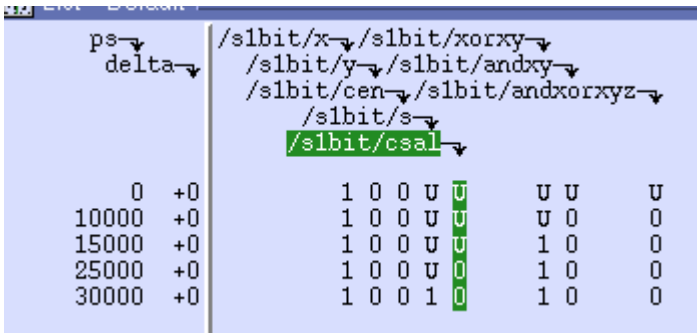 ps /s1bit/x /s1bit/xorxy
delta /s1bit/y /s1bit/andxy
/s1bit/cen /s1bit/andxorxyz
/s1bit/s
/s1bit/csal
0 +0 1 0 0 U U U U U
10000 +0 1 0 0 U U U 0 0
15000 +0 1 0 0 U U 1 0 0
25000 +0 1 0 0 U 0 1 0 0
30000 +0 1 0 0 1 0 1 0 0